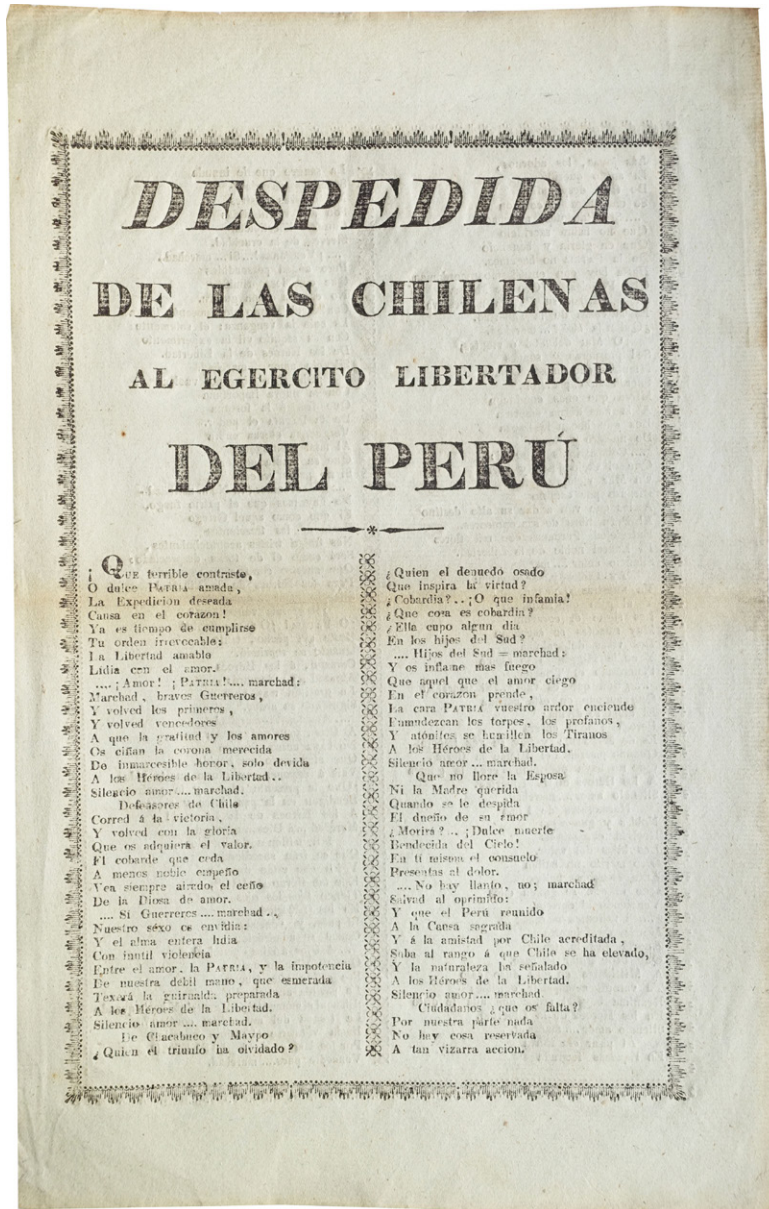 DESPEDIDA
DE LAS CHILENAS
AL EGERCITO LIBERTADOR
DEL PERÚ
¡QUE terrible contraste,
O dulce PATRIA amada,
La Expedicion deseada
Causa en el corazon!
Ya es tiempo de cumplirse
Tu orden irrevocable:
La Libertad amable
Lidia con el amor.
.... ¡Amor! ¡PATRIA!.... marchad:
Marchad, bravos Guerreros,
Y volved los primeros,
Y volved vencedores
A que la gratitud y los amores
Os ciñan la corona merecida
De inmarcesible honor, solo devida
A los Héroes de la Libertad..
Silencio amor.... marchad.
Defensores de Chile
Corred á la victoria,
Y volved con la gloria
Que os adquierá el valor.
El cobarde que ceda
A menos noble empeño
Vea siempre airedo el ceño
De la Diosa de amor.
.... Si Guerreros.... marchad..
Nuestro séxo os envidia:
Y el alma entera lidia
Con inutil violencia
Entre el amor, la PATRIA, y la impotencia
De nuestra debil mano, que esmerada
Texerá la guirnalda preparada
A los Héroes de la Libertad.
Silencio amor.... marchad.
De Chacabuco y Maypo
¿Quien el triunfo ha olvidado?
¿Quien el denuedo osado
Que inspira la virtud?
¿Cobardia?.. ¡O que infamia!
¿Que cosa es cobardia?
¿Ella cupo algun dia
En los hijos del Sud?
.... Hijos del Sud = marchad:
Y os inflame mas fuego
Que aquel que el amor ciego
En el corazon prende,
La cara PATRIA vuestro ardor enciende
Enmudezcan los torpes, los profanos,
Y atónitos se humillen los Tiranos
A los Héroes de la Libertad.
Silencio amor... marchad.
Que no llore la Esposa
Ni la Madre querida
Quando se le despida
El dueño de su amor
¿Morirá?... ¡Dulce muerte
Bendecida del Cielo!
En tí misma el consuelo
Presentas al dolor.
.... No hay llanto, no; marchad
Salvad al oprimido:
Y que el Perú reunido
A la Causa sagrada
Y á la amistad por Chile acreditada,
Suba al rango á que Chile se ha elevado,
Y la naturaleza ha señalado
A los Héroes de la Libertad.
Silencio amor.... marchad.
Ciudadanos ¿que os falta?
Por nuestra parte nada
No hay cosa reservada
A tan vizarra accion.